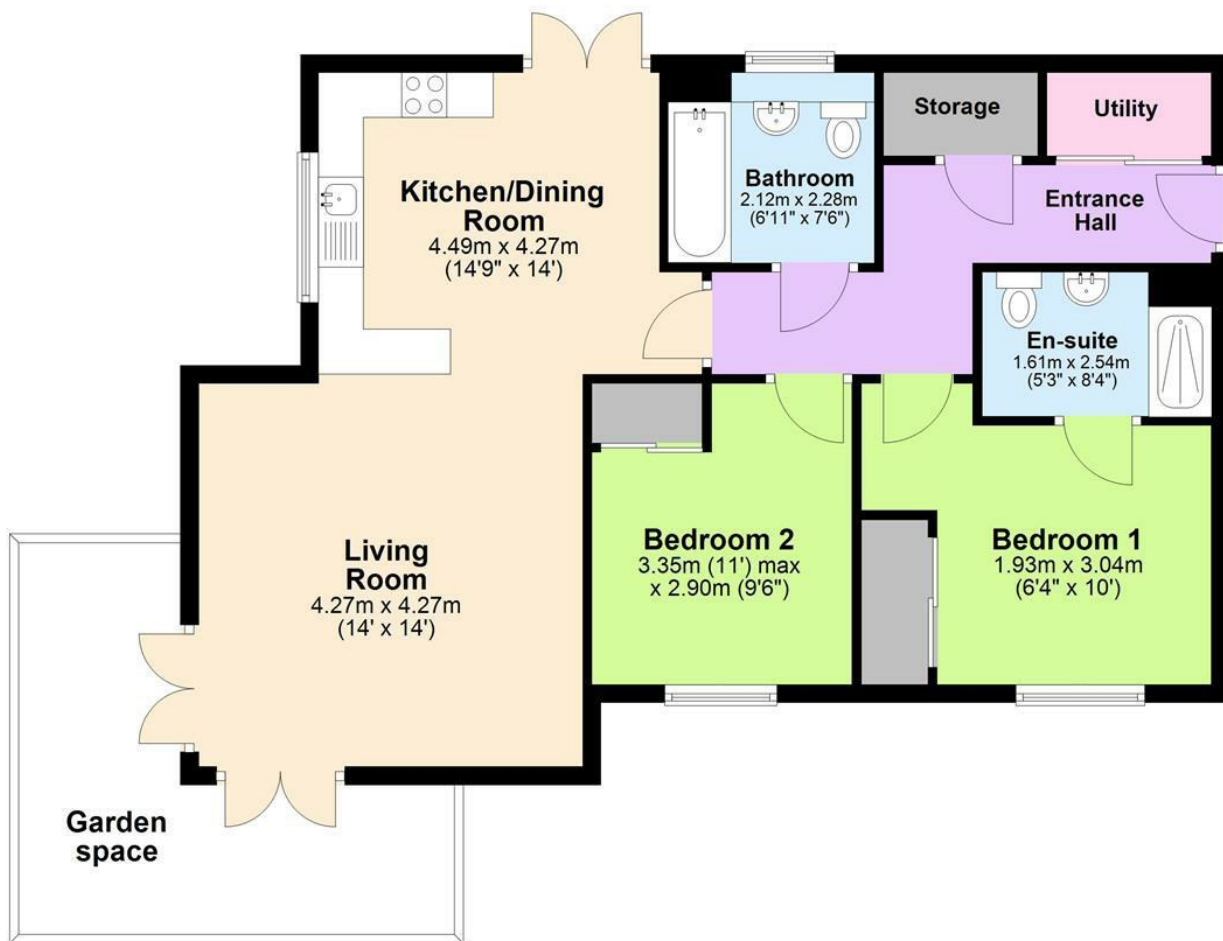 Kitchen/Dining
Room
4.49m x 4.27m
(14'9" x 14')
Bathroom
2.12m x 2.28m
(6'11" x 7'6")
Storage
Utility
Entrance
Hall
En-suite
1.61m x 2.54m
(5'3" x 8'4")
Living
Room
4.27m x 4.27m
(14' x 14')
Bedroom 2
3.35m (11') max
x 2.90m (9'6")
Bedroom 1
1.93m x 3.04m
(6'4" x 10')
Garden
space